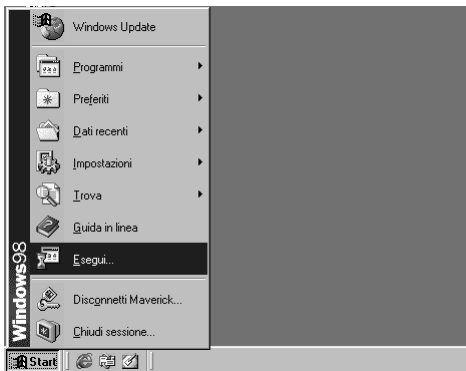 Windows Update
Programmi
Preferiti
Dati recenti
Impostazioni
Trova
Guida in linea
Esegui...
Disconnetti Maverick...
Chiudi sessione...
Windows98
Start